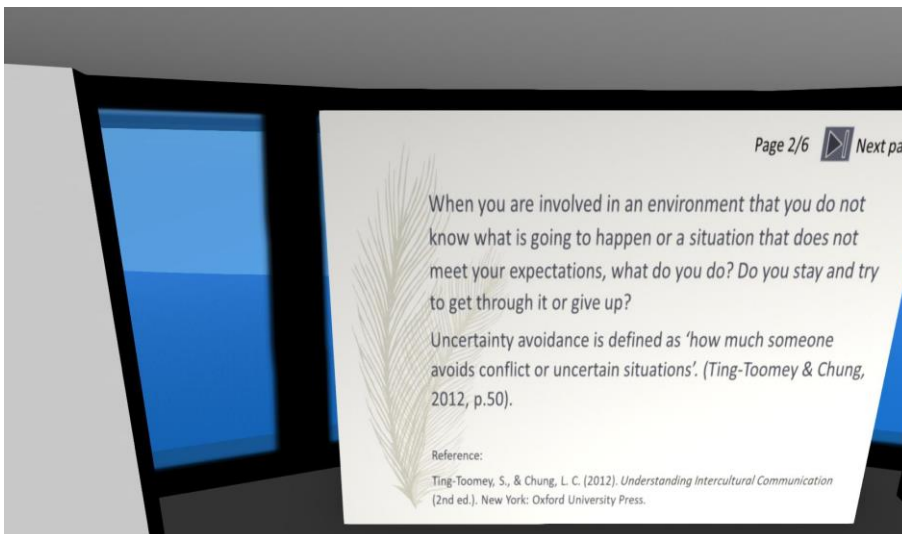 Page 2/6 Next pa
When you are involved in an environment that you do not
know what is going to happen or a situation that does not
meet your expectations, what do you do? Do you stay and try
to get through it or give up?
Uncertainty avoidance is defined as ‘how much someone
avoids conflict or uncertain situations’. (Ting-Toomey & Chung,
2012, p.50).
Reference:
Ting-Toomey, S., & Chung, L. C. (2012). Understanding Intercultural Communication
(2nd ed.). New York: Oxford University Press.